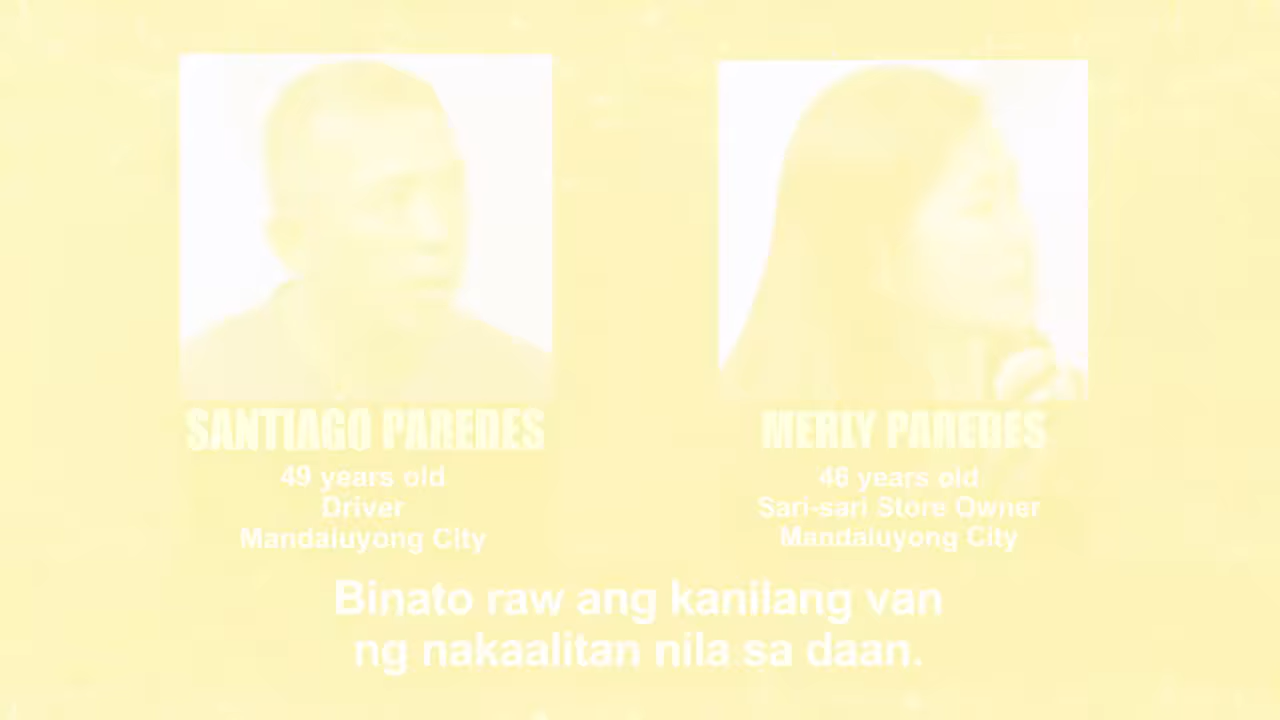 SANTIAGO PAREDES
49 years old
Driver
Mandaluyong City
MERLY PAREDES
46 years old
Sari-sari Store Owner
Mandaluyong City
Binato raw ang kanilang van
ng nakaalitan nila sa daan.